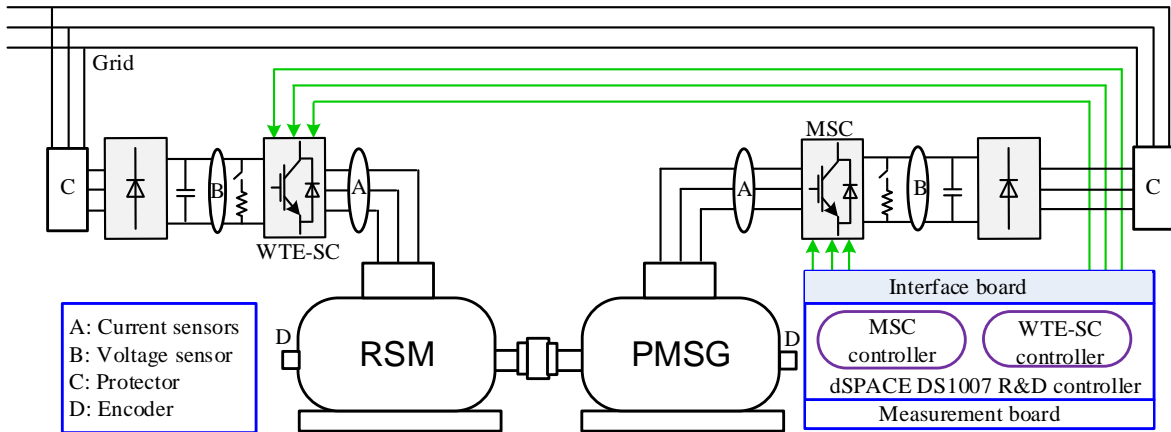 Grid
MSC
C
B
A
A
B
C
WTE-SC
Interface board
A: Current sensors
B: Voltage sensor
C: Protector
D: Encoder
D
RSM
PMSG
D
MSC
controller
WTE-SC
controller
dSPACE DS1007 R&D controller
Measurement board